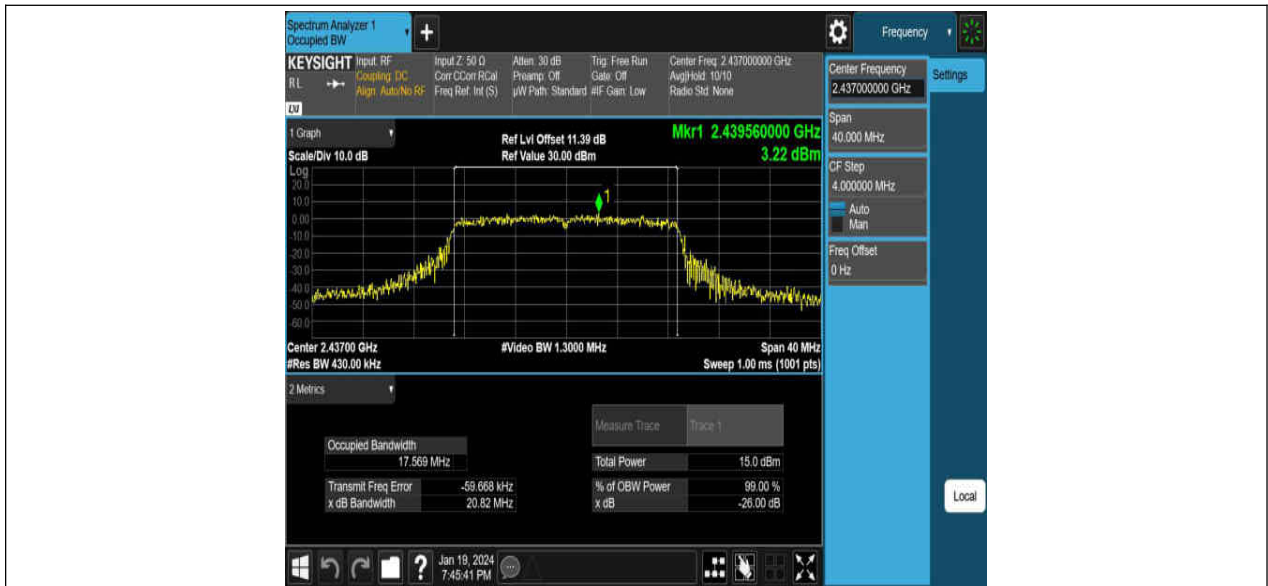 Spectrum Analyzer 1
Occupied BW
+
Frequency
KEYSIGHT
RL
LXI
Input: RF
Coupling: DC
Align: Auto/No RF
Input Z: 50 Ω
Corr CCorr RCal
Freq Ref: Int (S)
Atten: 30 dB
Preamp: Off
µW Path: Standard
Trig: Free Run
Gate: Off
#IF Gain: Low
Center Freq: 2.437000000 GHz
Avg|Hold: 10/10
Radio Std: None
Center Frequency
2.437000000 GHz
Settings
Span
40.000 MHz
CF Step
4.000000 MHz
Auto
Man
Freq Offset
0 Hz
Local
1 Graph
Scale/Div 10.0 dB
Ref Lvl Offset 11.39 dB
Ref Value 30.00 dBm
Mkr1 2.439560000 GHz
3.22 dBm
Log
20.0
10.0
0.00
-10.0
-20.0
-30.0
-40.0
-50.0
-60.0
1
Center 2.43700 GHz
#Res BW 430.00 kHz
#Video BW 1.3000 MHz
Span 40 MHz
Sweep 1.00 ms (1001 pts)
2 Metrics
Measure Trace Trace 1
Occupied Bandwidth
17.569 MHz
Total Power 15.0 dBm
Transmit Freq Error -59.668 kHz
% of OBW Power 99.00 %
x dB Bandwidth 20.82 MHz
x dB -26.00 dB
?
Jan 19, 2024
7:45:41 PM